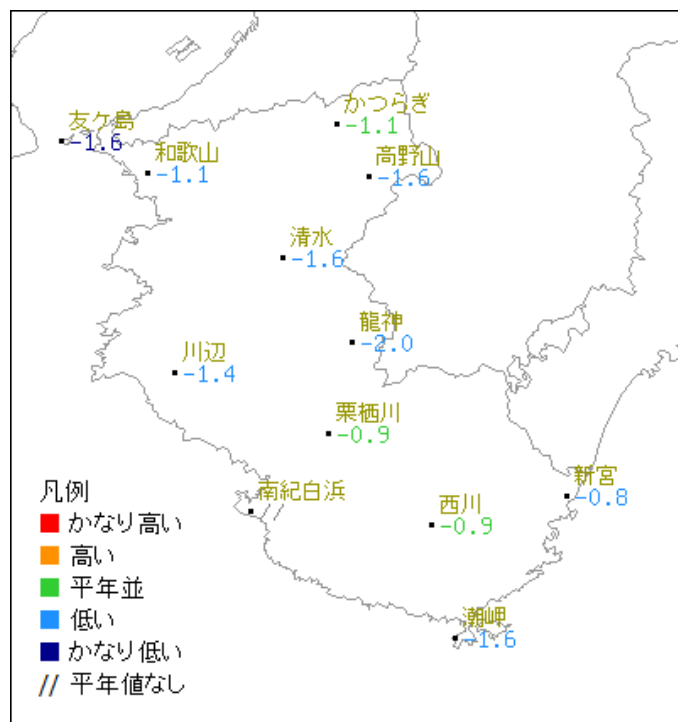 かつらぎ
-1.1
友ケ島
-1.6
和歌山
-1.1
高野山
-1.6
清水
-1.6
龍神
-2.0
川辺
-1.4
栗栖川
-0.9
南紀白浜
//
西川
-0.9
新宮
-0.8
潮岬
-1.6
凡例
かなり高い
高い
平年並
低い
かなり低い
// 平年値なし